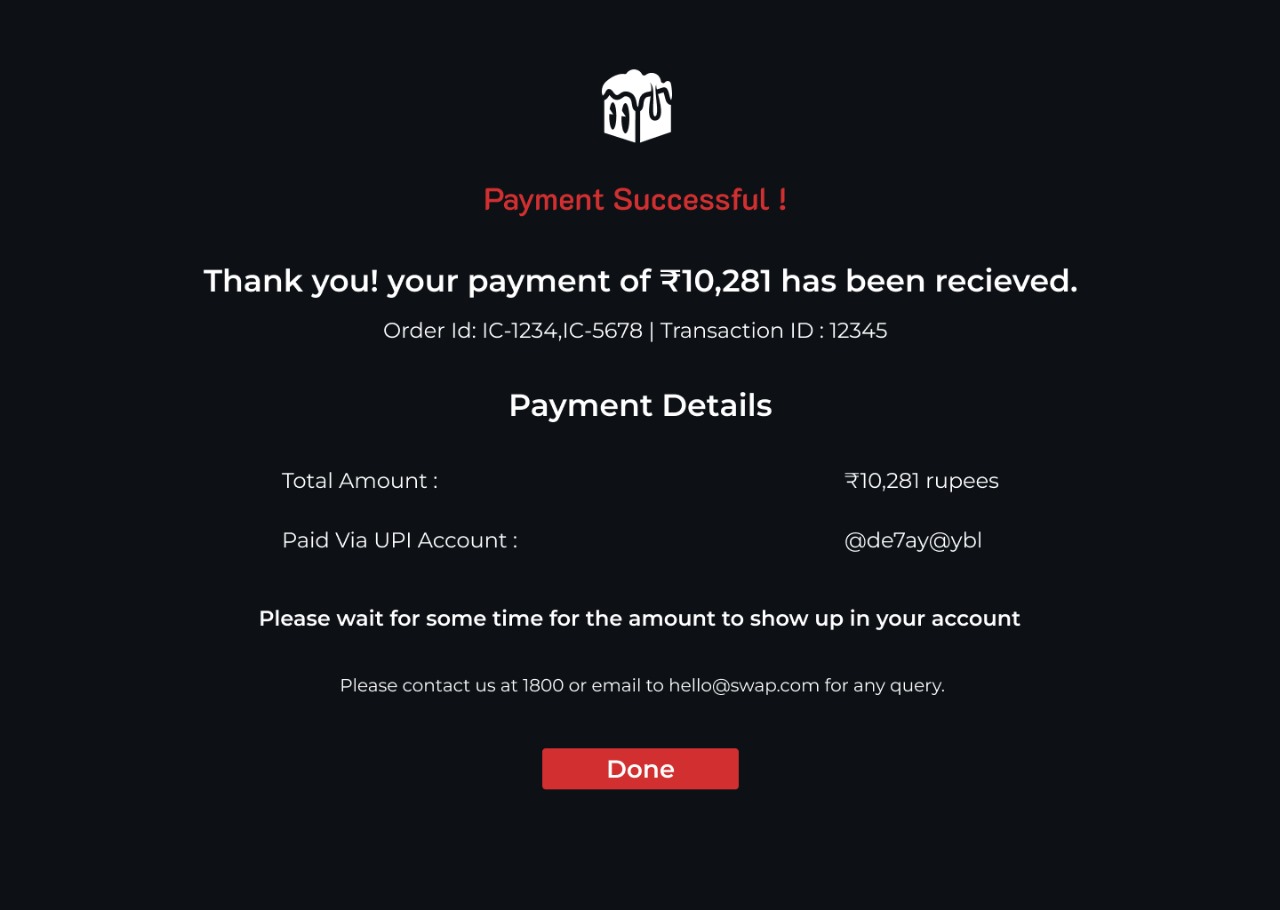 Payment Successful !
Thank you! your payment of ₹10,281 has been recieved.
Order Id: IC-1234,IC-5678 | Transaction ID : 12345
Payment Details
Total Amount : ₹10,281 rupees
Paid Via UPI Account : @de7ay@ybl
Please wait for some time for the amount to show up in your account
Please contact us at 1800 or email to hello@swap.com for any query.
Done